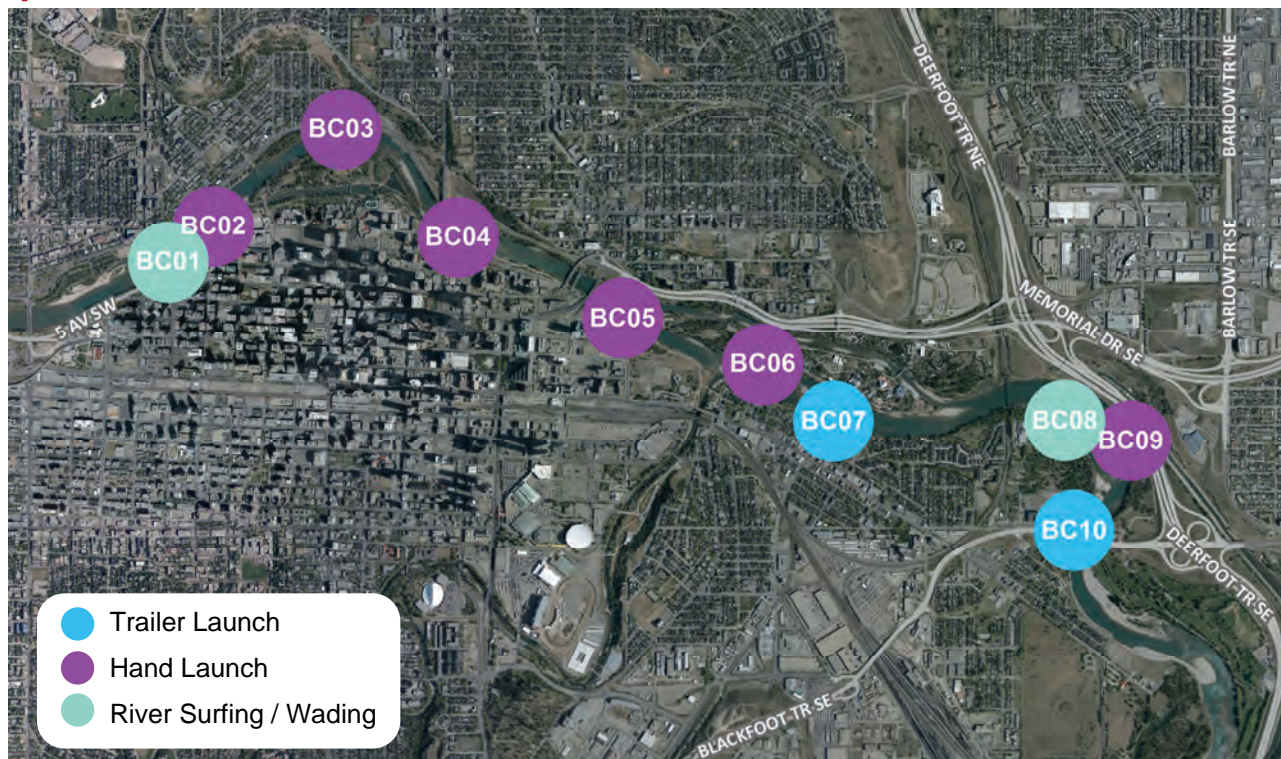 DEERFOOT TR NE
BARLOW TR NE
BC03
BC02
BC01
BC04
5 AV SW
BARLOW TR SE
MEMORIAL DR SE
BC05
BC06
BC07
BC08
BC09
BC10
DEERFOOT TR SE
BLACKFOOT TR SE
Trailer Launch
Hand Launch
River Surfing / Wading